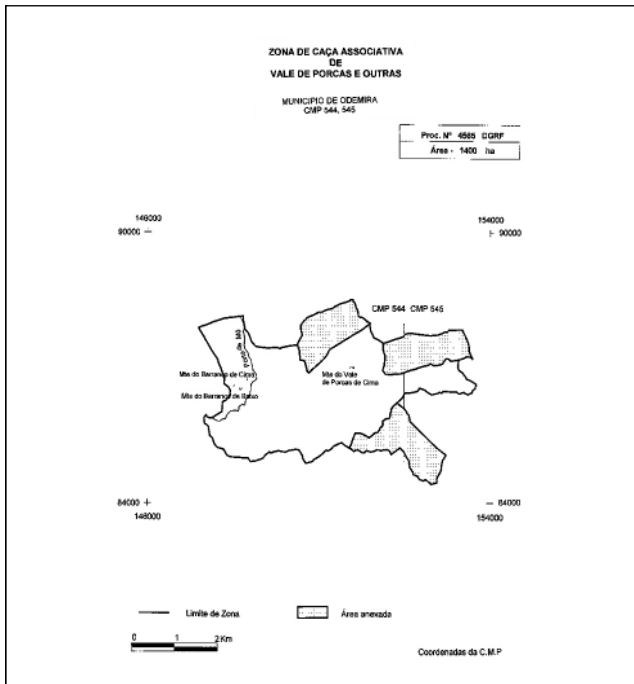 ZONA DE CAÇA ASSOCIATIVA
DE
VALE DE PORCAS E OUTRAS
MUNICIPIO DE ODEMIRA
CMP 544, 545
Proc. Nº 4565 DGRF
Área - 1400 ha
146000
154000
90000
90000
CMP 544 CMP 545
Mte do Barranco de Cima
Mte do Vale
de Porcas de Cima
Mte do Barranco de Baixo
84000
84000
146000
154000
Limite de Zona
Área anexada
0 1 2 Km
Coordenadas da C.M.P